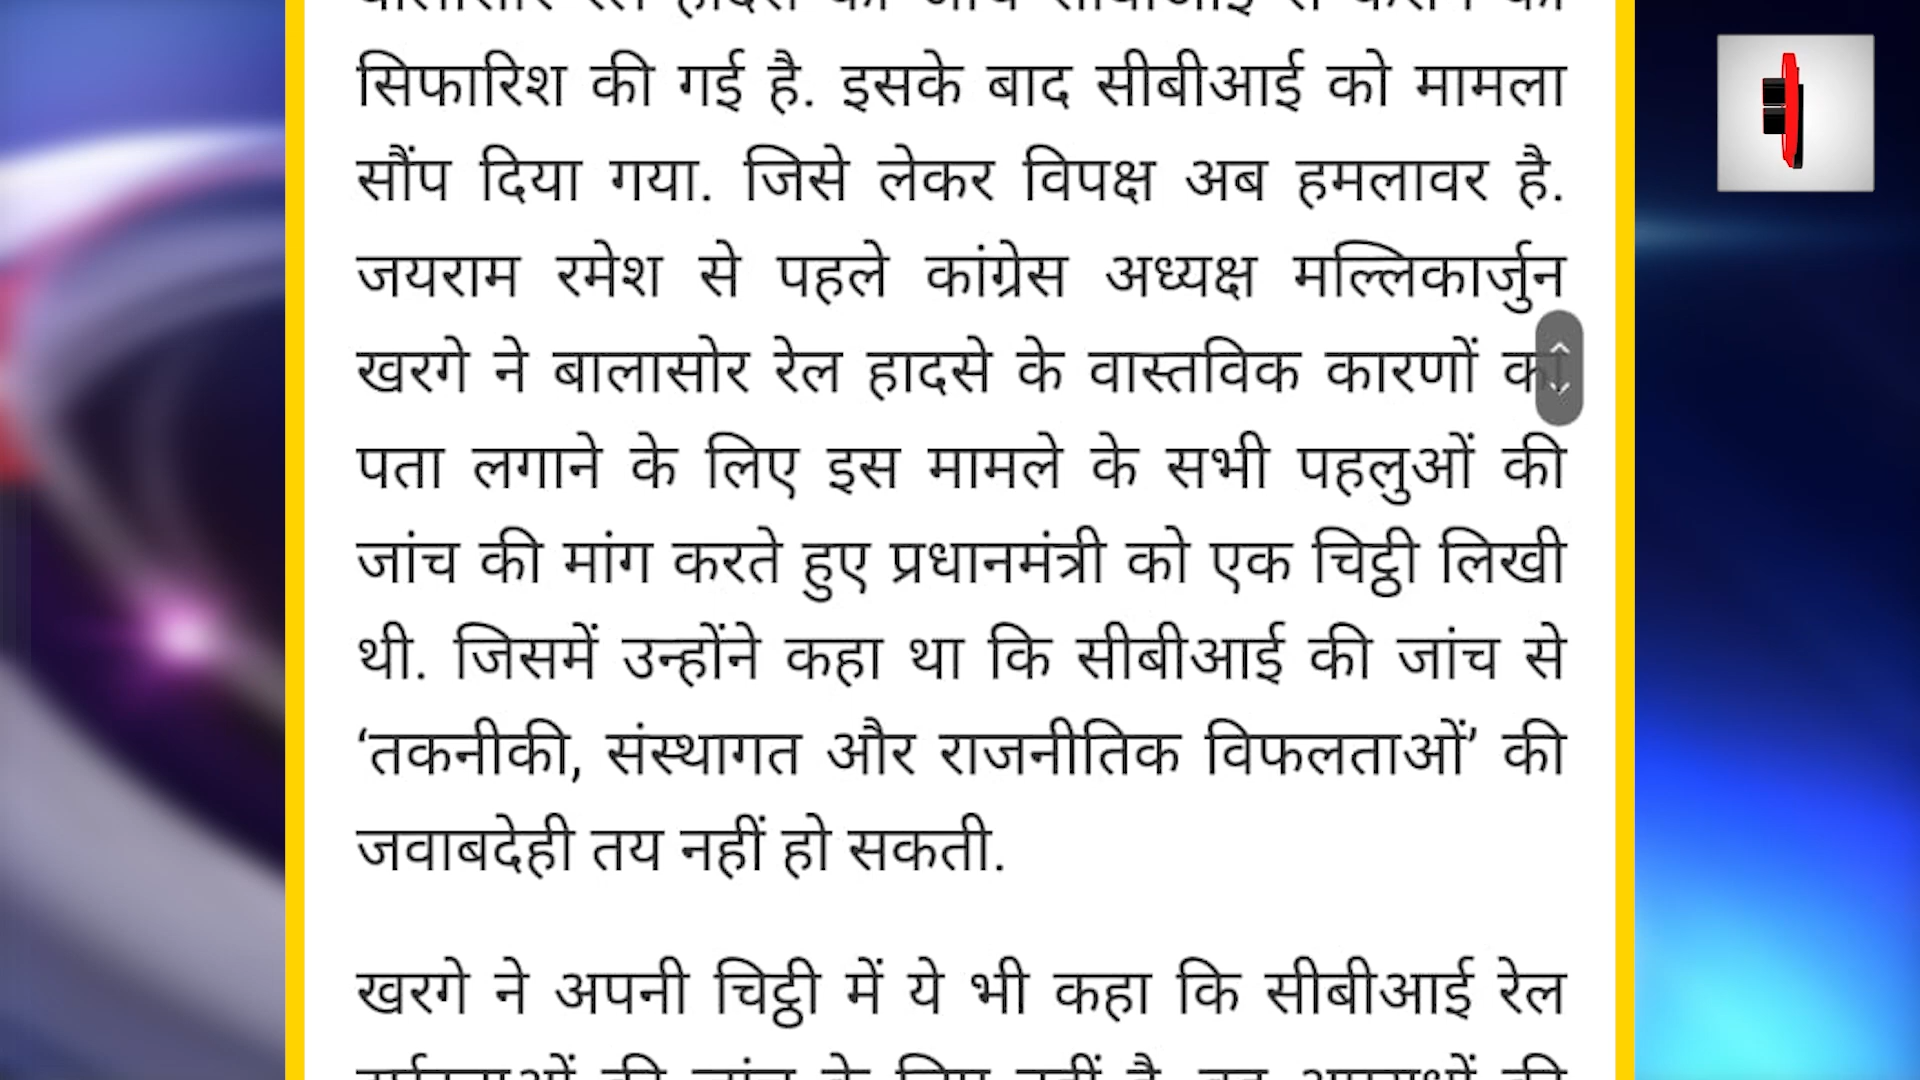 सिफारिश की गई है. इसके बाद सीबीआई को मामला
सौंप दिया गया. जिसे लेकर विपक्ष अब हमलावर है.
जयराम रमेश से पहले कांग्रेस अध्यक्ष मल्लिकार्जुन
खरगे ने बालासोर रेल हादसे के वास्तविक कारणों का
पता लगाने के लिए इस मामले के सभी पहलुओं की
जांच की मांग करते हुए प्रधानमंत्री को एक चिट्ठी लिखी
थी. जिसमें उन्होंने कहा था कि सीबीआई की जांच से
‘तकनीकी, संस्थागत और राजनीतिक विफलताओं’ की
जवाबदेही तय नहीं हो सकती.
खरगे ने अपनी चिट्ठी में ये भी कहा कि सीबीआई रेल